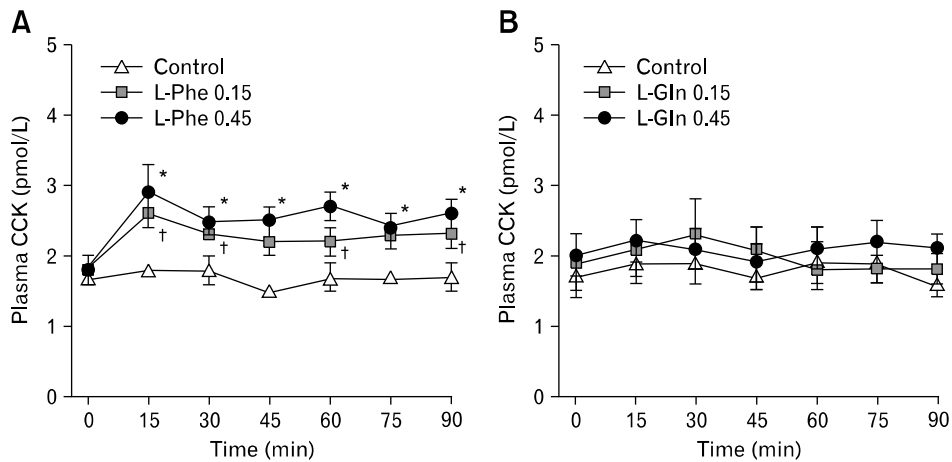 A
Plasma CCK (pmol/L)
5
4
3
2
1
0
Control
L-Phe 0.15
L-Phe 0.45
* * * * * *
† † † †
0 15 30 45 60 75 90
Time (min)
B
Plasma CCK (pmol/L)
5
4
3
2
1
0
Control
L-Gln 0.15
L-Gln 0.45
0 15 30 45 60 75 90
Time (min)